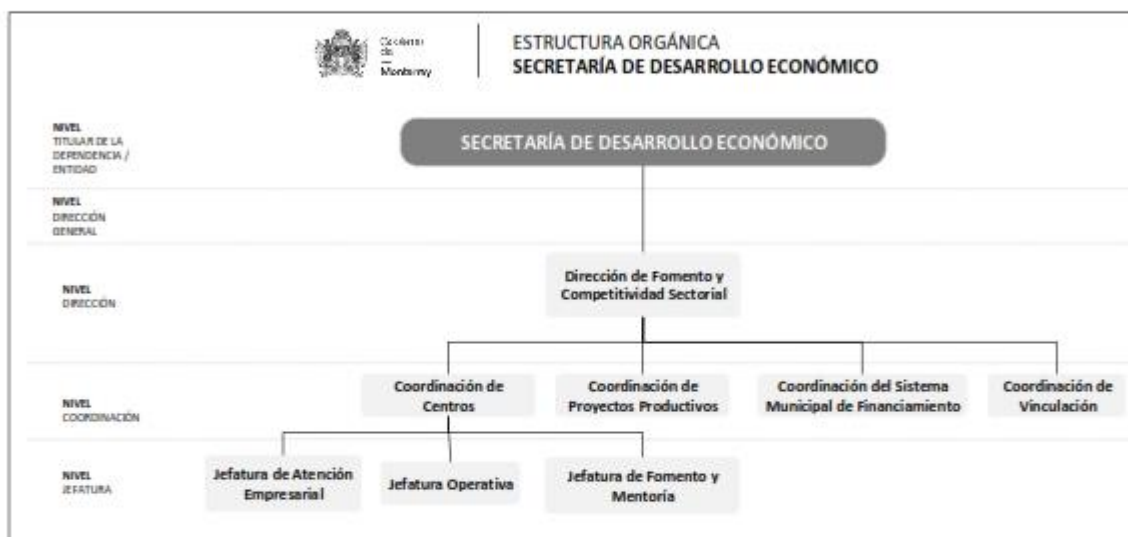 Gobierno
de
Monterrey
ESTRUCTURA ORGÁNICA
SECRETARÍA DE DESARROLLO ECONÓMICO
NIVEL
TITULAR DE LA
DEPENDENCIA /
ENTIDAD
SECRETARÍA DE DESARROLLO ECONÓMICO
NIVEL
DIRECCIÓN
GENERAL
NIVEL
DIRECCIÓN
Dirección de Fomento y
Competitividad Sectorial
NIVEL
COORDINACIÓN
Coordinación de
Centros
Coordinación de
Proyectos Productivos
Coordinación del Sistema
Municipal de Financiamiento
Coordinación de
Vinculación
NIVEL
JEFATURA
Jefatura de Atención
Empresarial
Jefatura Operativa
Jefatura de Fomento y
Mentoría